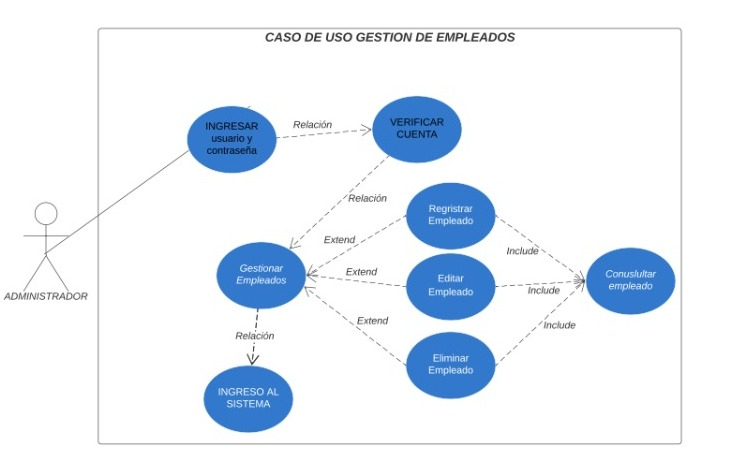 CASO DE USO GESTION DE EMPLEADOS
INGRESAR
usuario y
contraseña
Relación
VERIFICAR
CUENTA
Relación
Regristrar
Empleado
Extend
Include
Gestionar
Empleados
Extend
Editar
Empleado
Include
Conuslultar
empleado
ADMINISTRADOR
Extend
Include
Relación
Eliminar
Empleado
INGRESO AL
SISTEMA